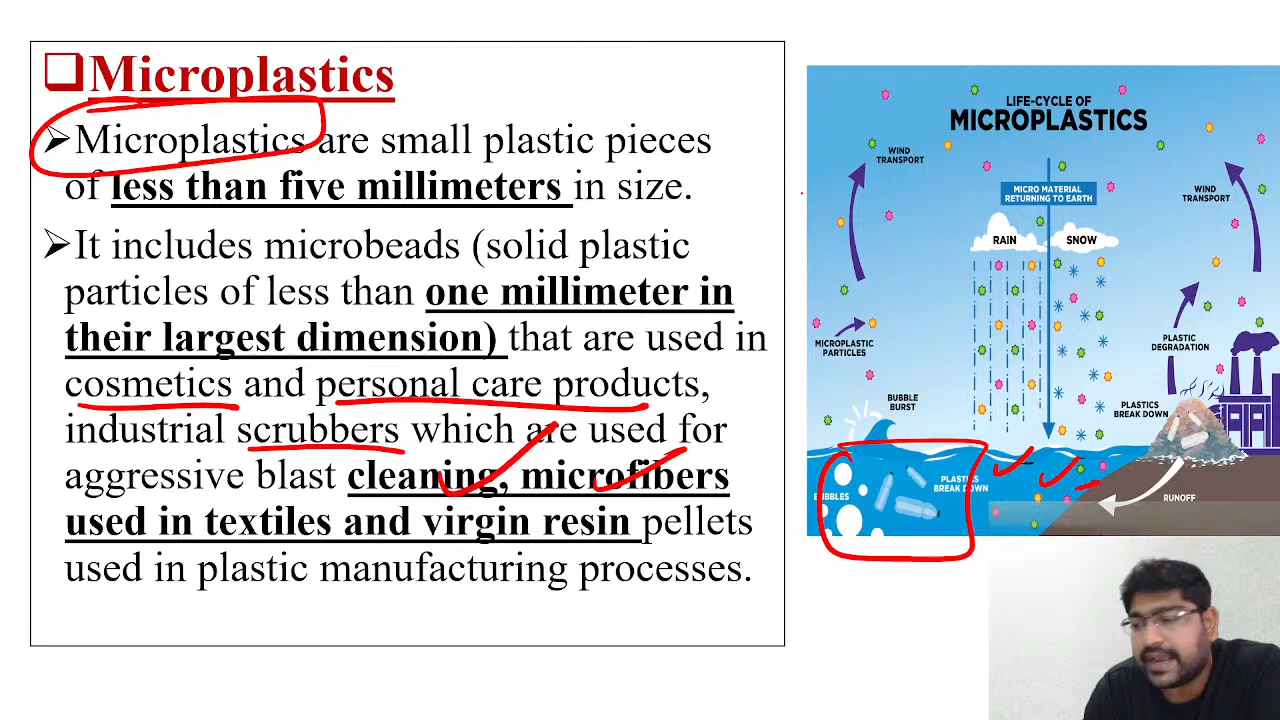 Microplastics
Microplastics are small plastic pieces
of less than five millimeters in size.
It includes microbeads (solid plastic
particles of less than one millimeter in
their largest dimension) that are used in
cosmetics and personal care products,
industrial scrubbers which are used for
aggressive blast cleaning, microfibers
used in textiles and virgin resin pellets
used in plastic manufacturing processes.
LIFE-CYCLE OF
MICROPLASTICS
WIND
TRANSPORT
MICRO MATERIAL
RETURNING TO EARTH
WIND
TRANSPORT
RAIN
SNOW
MICROPLASTIC
PARTICLES
PLASTIC
DEGRADATION
BUBBLE
BURST
PLASTICS
BREAK DOWN
BUBBLES
PLASTICS
BREAK DOWN
RUNOFF